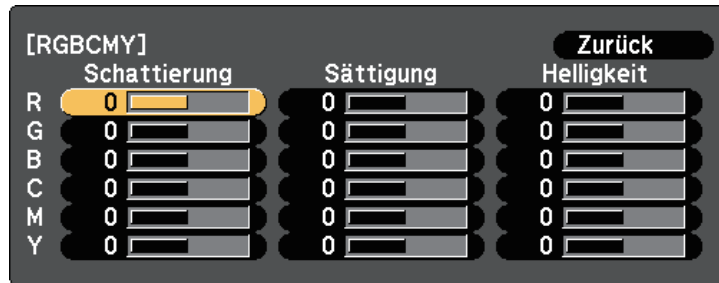 [RGBCMY] Zurück
Schattierung Sättigung Helligkeit
R 0 0 0
G 0 0 0
B 0 0 0
C 0 0 0
M 0 0 0
Y 0 0 0